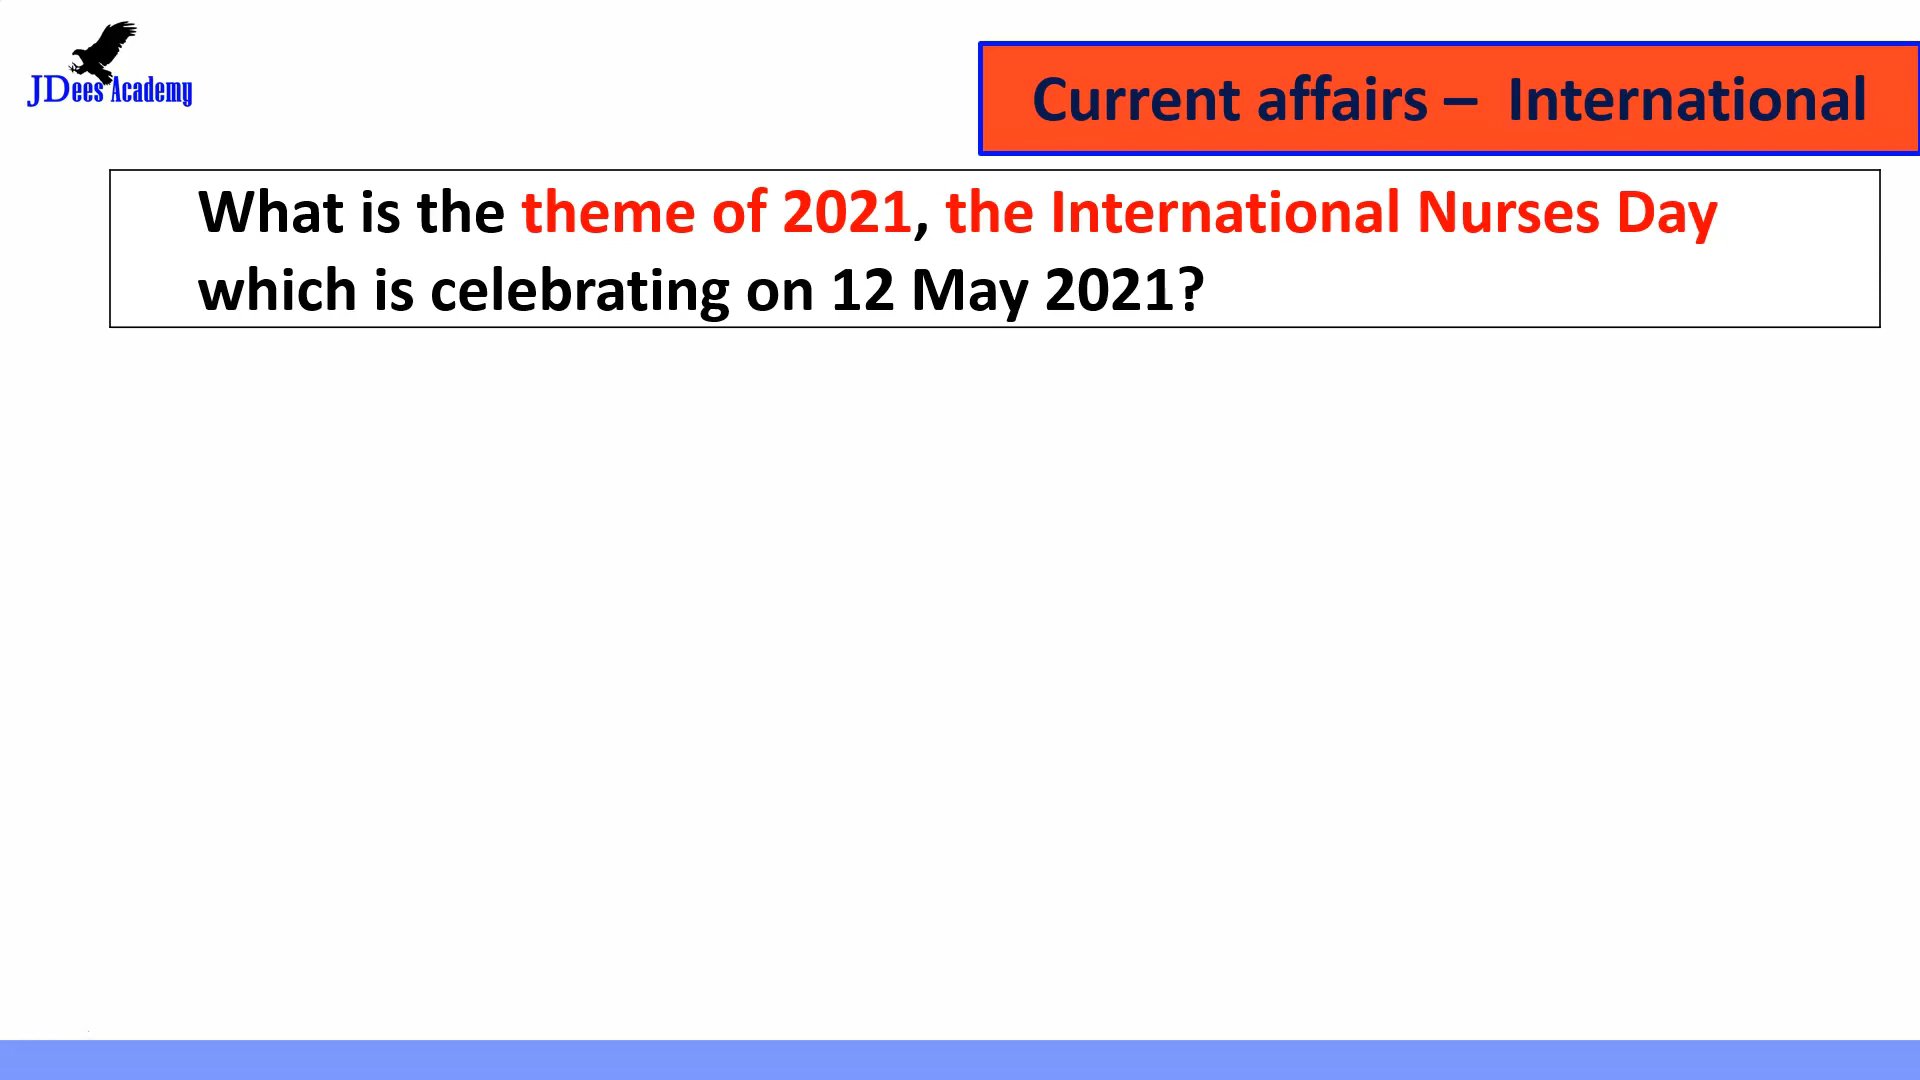 JDees Academy
Current affairs – International
What is the theme of 2021, the International Nurses Day
which is celebrating on 12 May 2021?